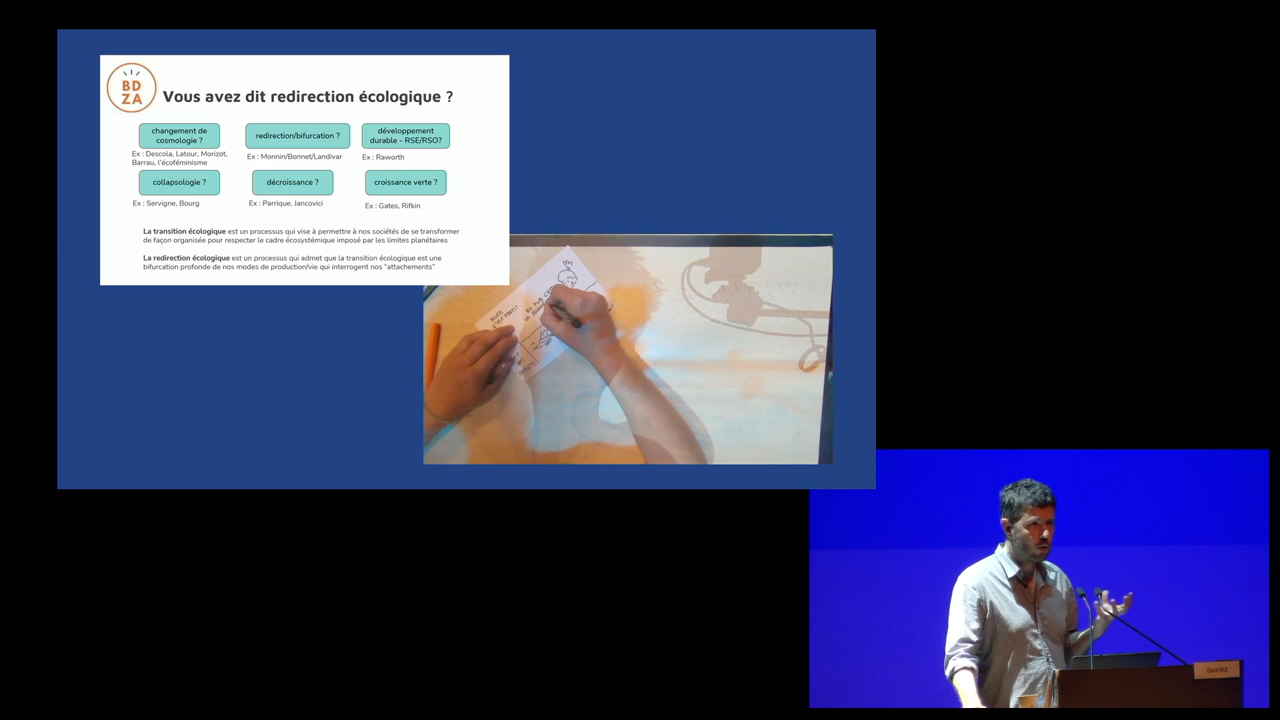 BD
ZA
Vous avez dit redirection écologique ?
changement de
cosmologie ?
redirection/bifurcation ?
développement
durable - RSE/RSO?
Ex : Descola, Latour, Morizot,
Barrau, l'écoféminisme
Ex : Monnin/Bonnet/Landivar
Ex : Raworth
collapsologie ?
décroissance ?
croissance verte ?
Ex : Servigne, Bourg
Ex : Parrique, Jancovici
Ex : Gates, Rifkin
La transition écologique est un processus qui vise à permettre à nos sociétés de se transformer
de façon organisée pour respecter le cadre écosystémique imposé par les limites planétaires
La redirection écologique est un processus qui admet que la transition écologique est une
bifurcation profonde de nos modes de production/vie qui interrogent nos "attachements"